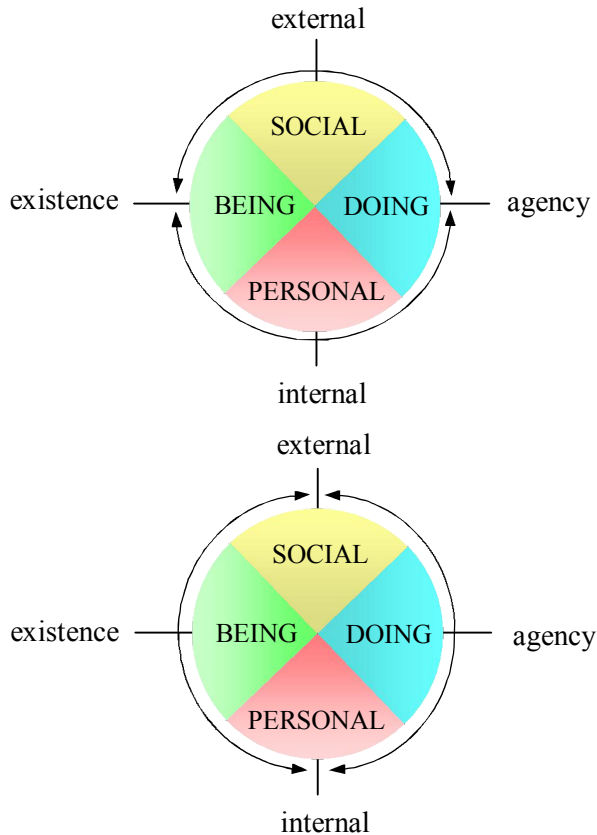 external
SOCIAL
existence BEING DOING agency
PERSONAL
internal
external
SOCIAL
existence BEING DOING agency
PERSONAL
internal